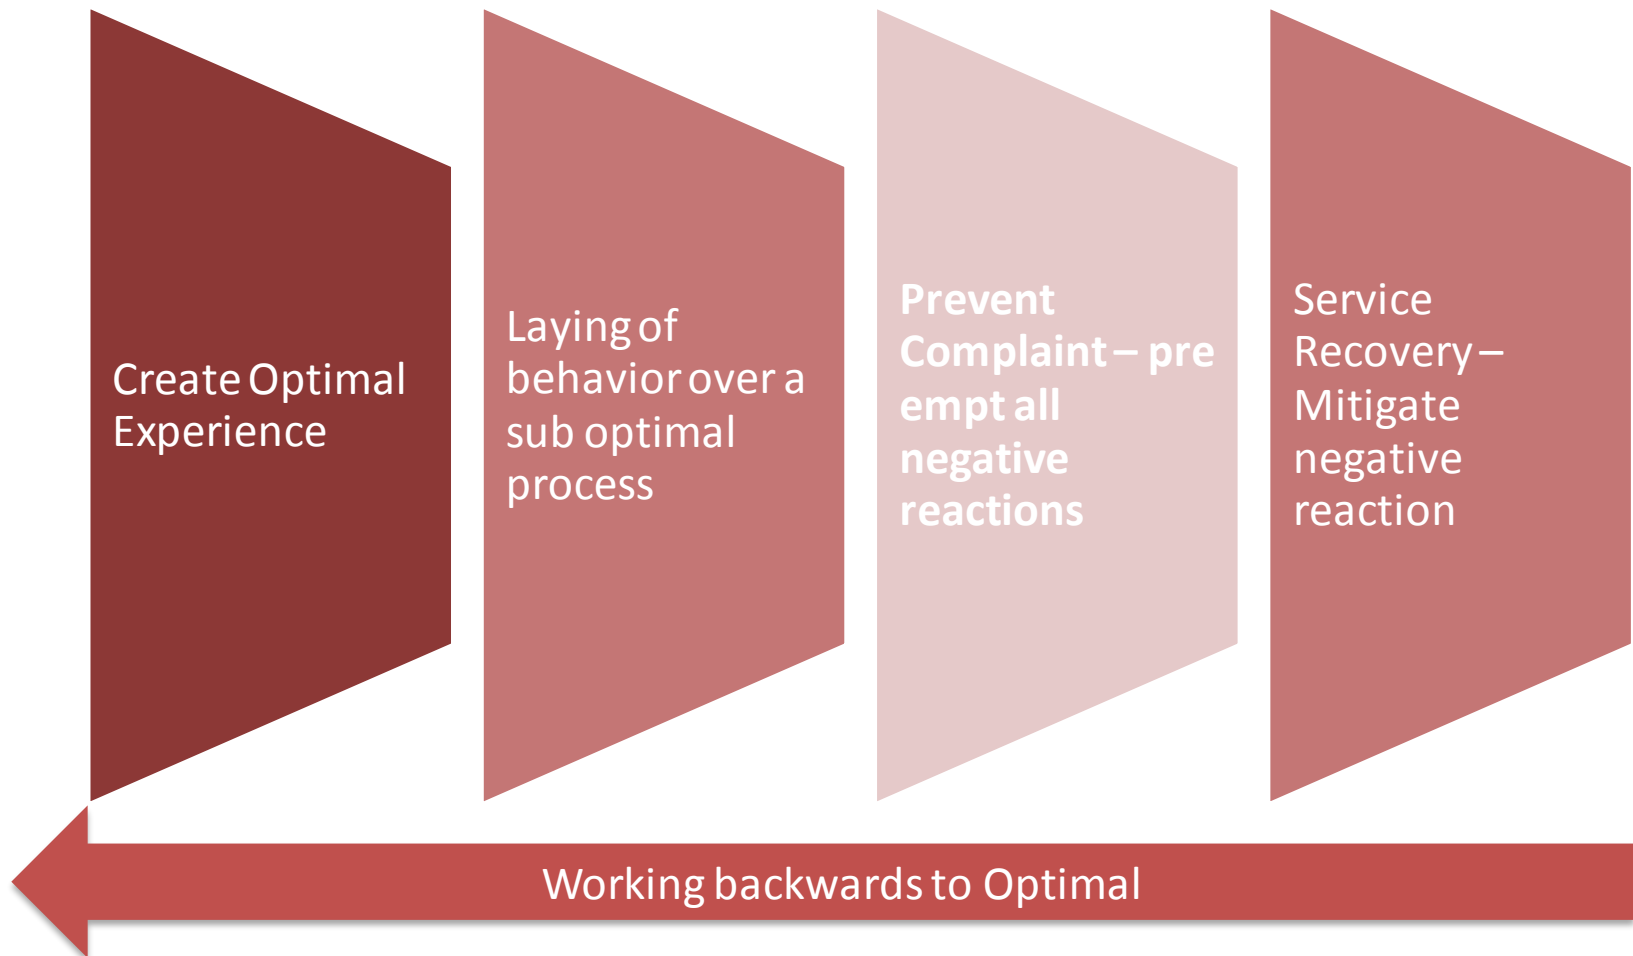 Create Optimal
Experience
Laying of
behavior over a
sub optimal
process
Prevent
Complaint – pre
empt all
negative
reactions
Service
Recovery –
Mitigate
negative
reaction
Working backwards to Optimal